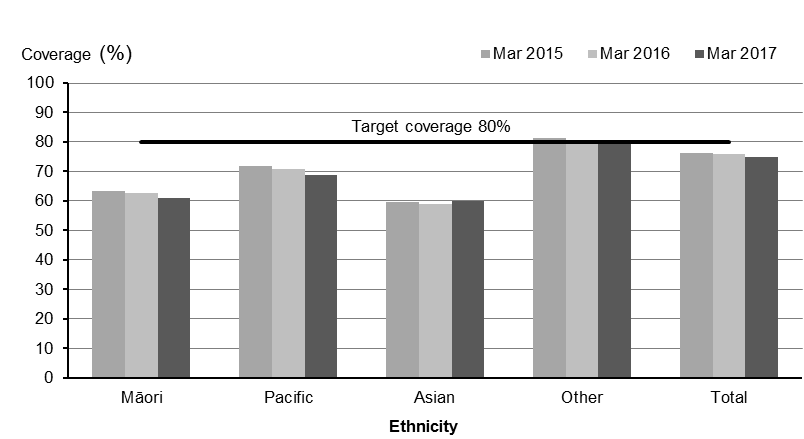 Coverage (%)
Mar 2015 Mar 2016 Mar 2017
100
90
80
70
60
50
40
30
20
10
0
Target coverage 80%
Māori Pacific Asian Other Total
Ethnicity